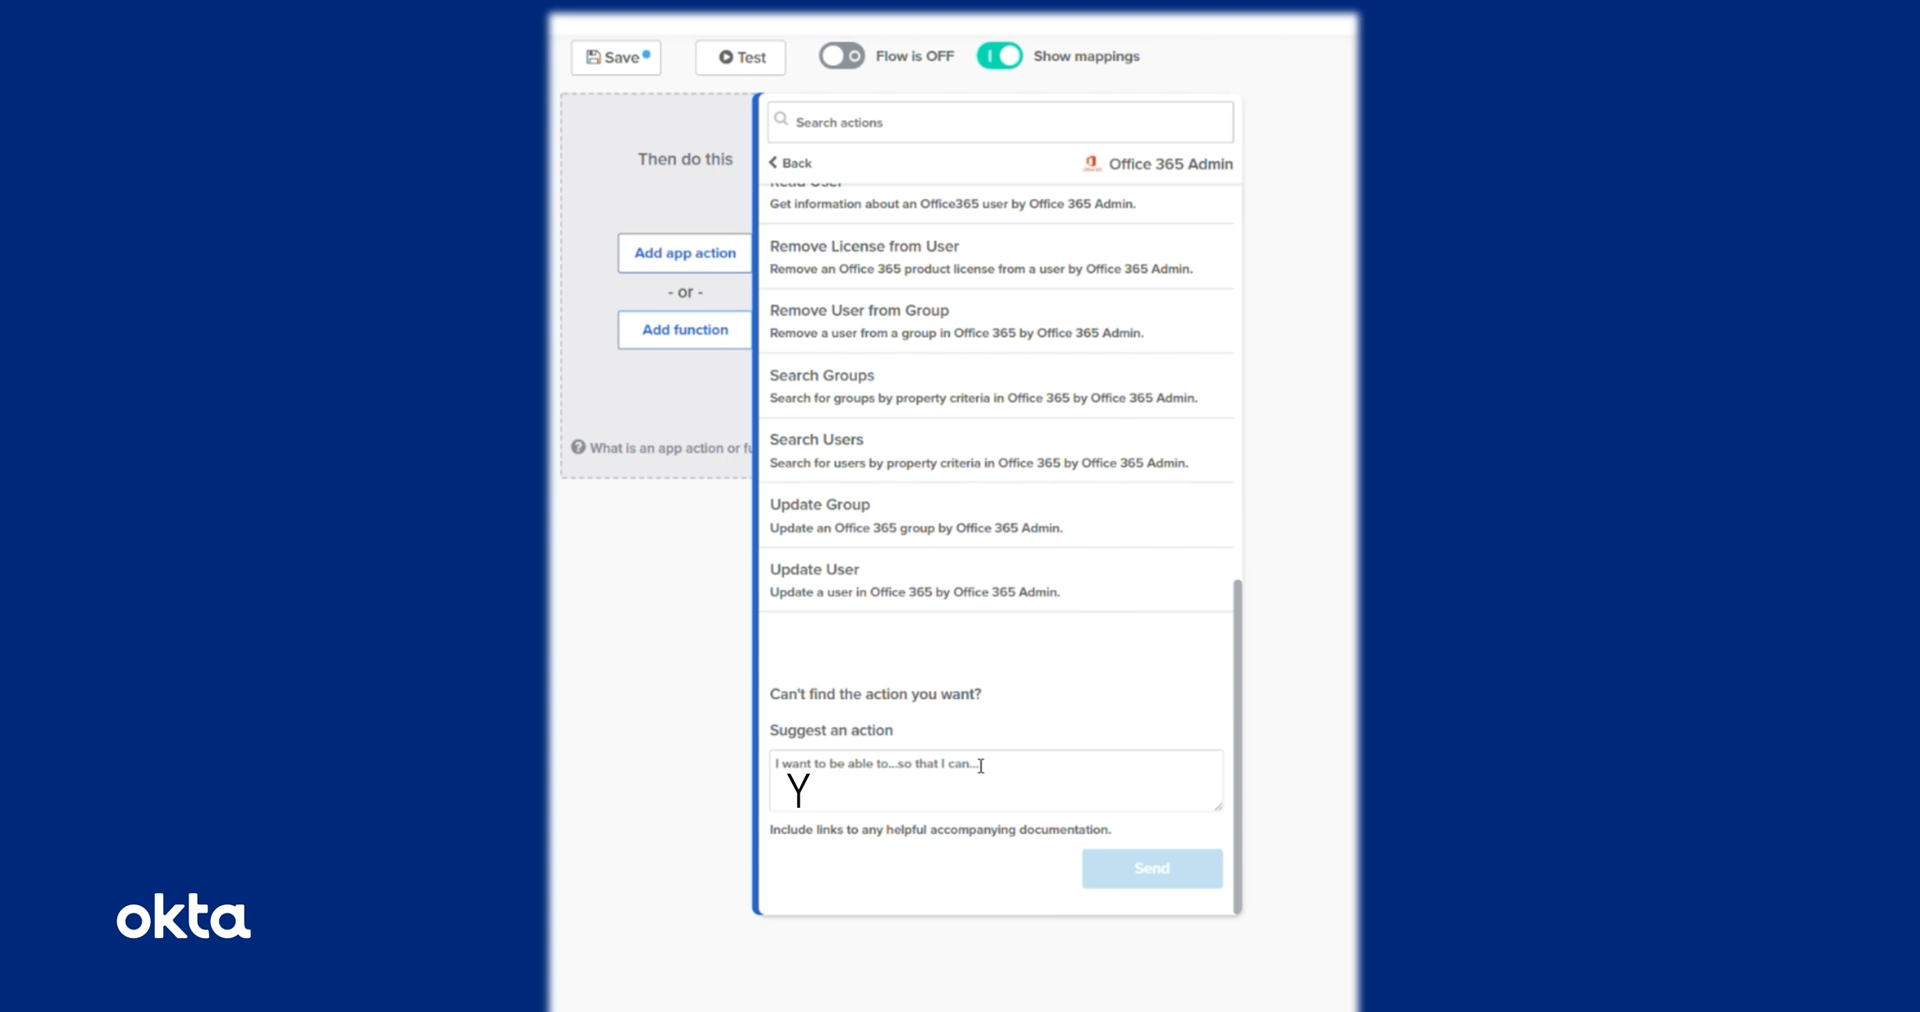 Save
Test
Flow is OFF
Show mappings
Search actions
Then do this
Back
Office 365 Admin
Read User
Get information about an Office365 user by Office 365 Admin.
Remove License from User
Remove an Office 365 product license from a user by Office 365 Admin.
Add app action
- or -
Add function
Remove User from Group
Remove a user from a group in Office 365 by Office 365 Admin.
Search Groups
Search for groups by property criteria in Office 365 by Office 365 Admin.
Search Users
Search for users by property criteria in Office 365 by Office 365 Admin.
What is an app action or fu
Update Group
Update an Office 365 group by Office 365 Admin.
Update User
Update a user in Office 365 by Office 365 Admin.
Can't find the action you want?
Suggest an action
I want to be able to...so that I can...
Y
Include links to any helpful accompanying documentation.
Send
okta